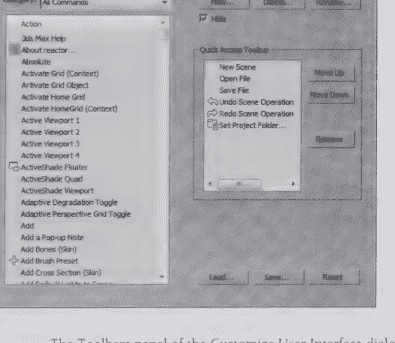 All Commands
New...
Delete...
Rename...
Hide
Action
3ds Max Help
About reactor...
Absolute
Activate Grid (Context)
Activate Grid Object
Activate Home Grid
Activate HomeGrid (Context)
Active Viewport 1
Active Viewport 2
Active Viewport 3
Active Viewport 4
ActiveShade Floater
ActiveShade Quad
ActiveShade Viewport
Adaptive Degradation Toggle
Adaptive Perspective Grid Toggle
Add
Add a Pop-up Note
Add Bones (Skin)
Add Brush Preset
Add Cross Section (Skin)
Quick Access Toolbar
New Scene
Open File
Save File
Undo Scene Operation
Redo Scene Operation
Set Project Folder...
Move Up
Move Down
Remove
Load...
Save...
Reset
The Toolbars panel of the Customize User Interface